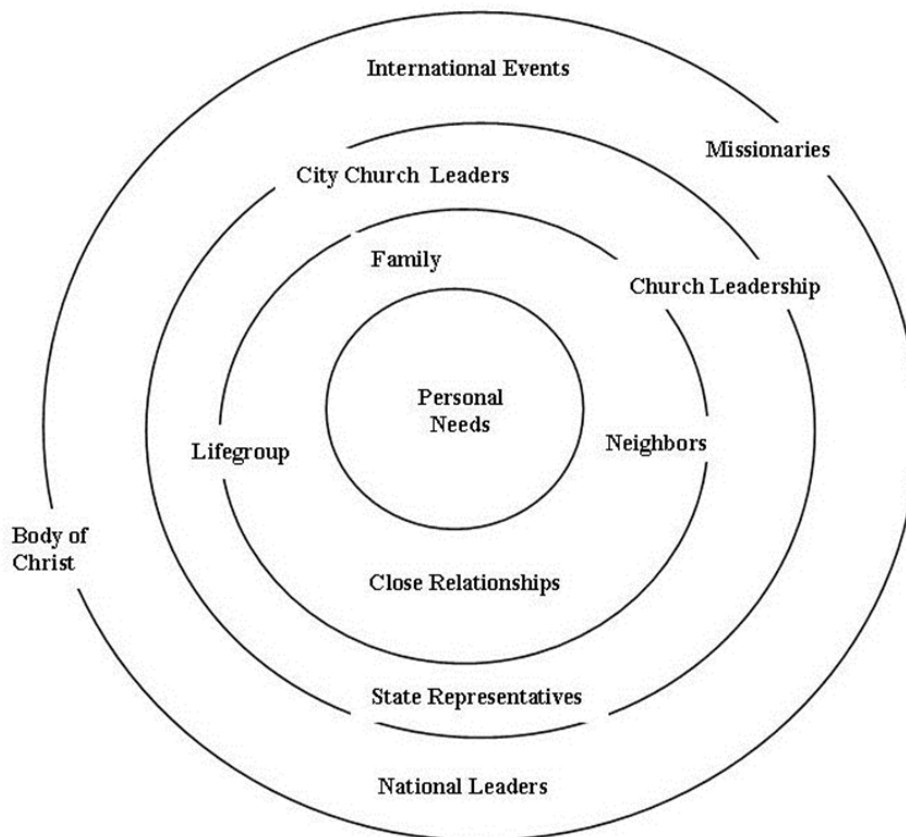 International Events
Missionaries
City Church Leaders
Family
Church Leadership
Personal
Needs
Neighbors
Lifegroup
Body of
Christ
Close Relationships
State Representatives
National Leaders